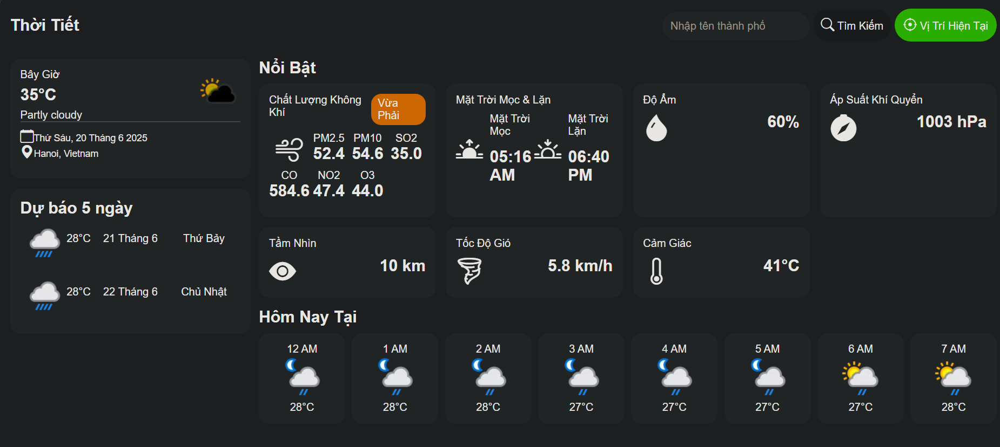 Thời Tiết
Nhập tên thành phố
Tìm Kiếm
Vị Trí Hiện Tại
Bây Giờ
35°C
Partly cloudy
Thứ Sáu, 20 Tháng 6 2025
Hanoi, Vietnam
Dự báo 5 ngày
28°C 21 Tháng 6 Thứ Bảy
28°C 22 Tháng 6 Chủ Nhật
Nổi Bật
Chất Lượng Không
Khí
Vừa
Phải
PM2.5 PM10 SO2
52.4 54.6 35.0
CO NO2 O3
584.6 47.4 44.0
Mặt Trời Mọc & Lặn
Mặt Trời
Mọc
05:16
AM
Mặt Trời
Lặn
06:40
PM
Độ Ẩm
60%
Áp Suất Khí Quyển
1003 hPa
Tầm Nhìn
10 km
Tốc Độ Gió
5.8 km/h
Cảm Giác
41°C
Hôm Nay Tại
12 AM 1 AM 2 AM 3 AM 4 AM 5 AM 6 AM 7 AM
28°C 28°C 28°C 27°C 27°C 27°C 27°C 28°C